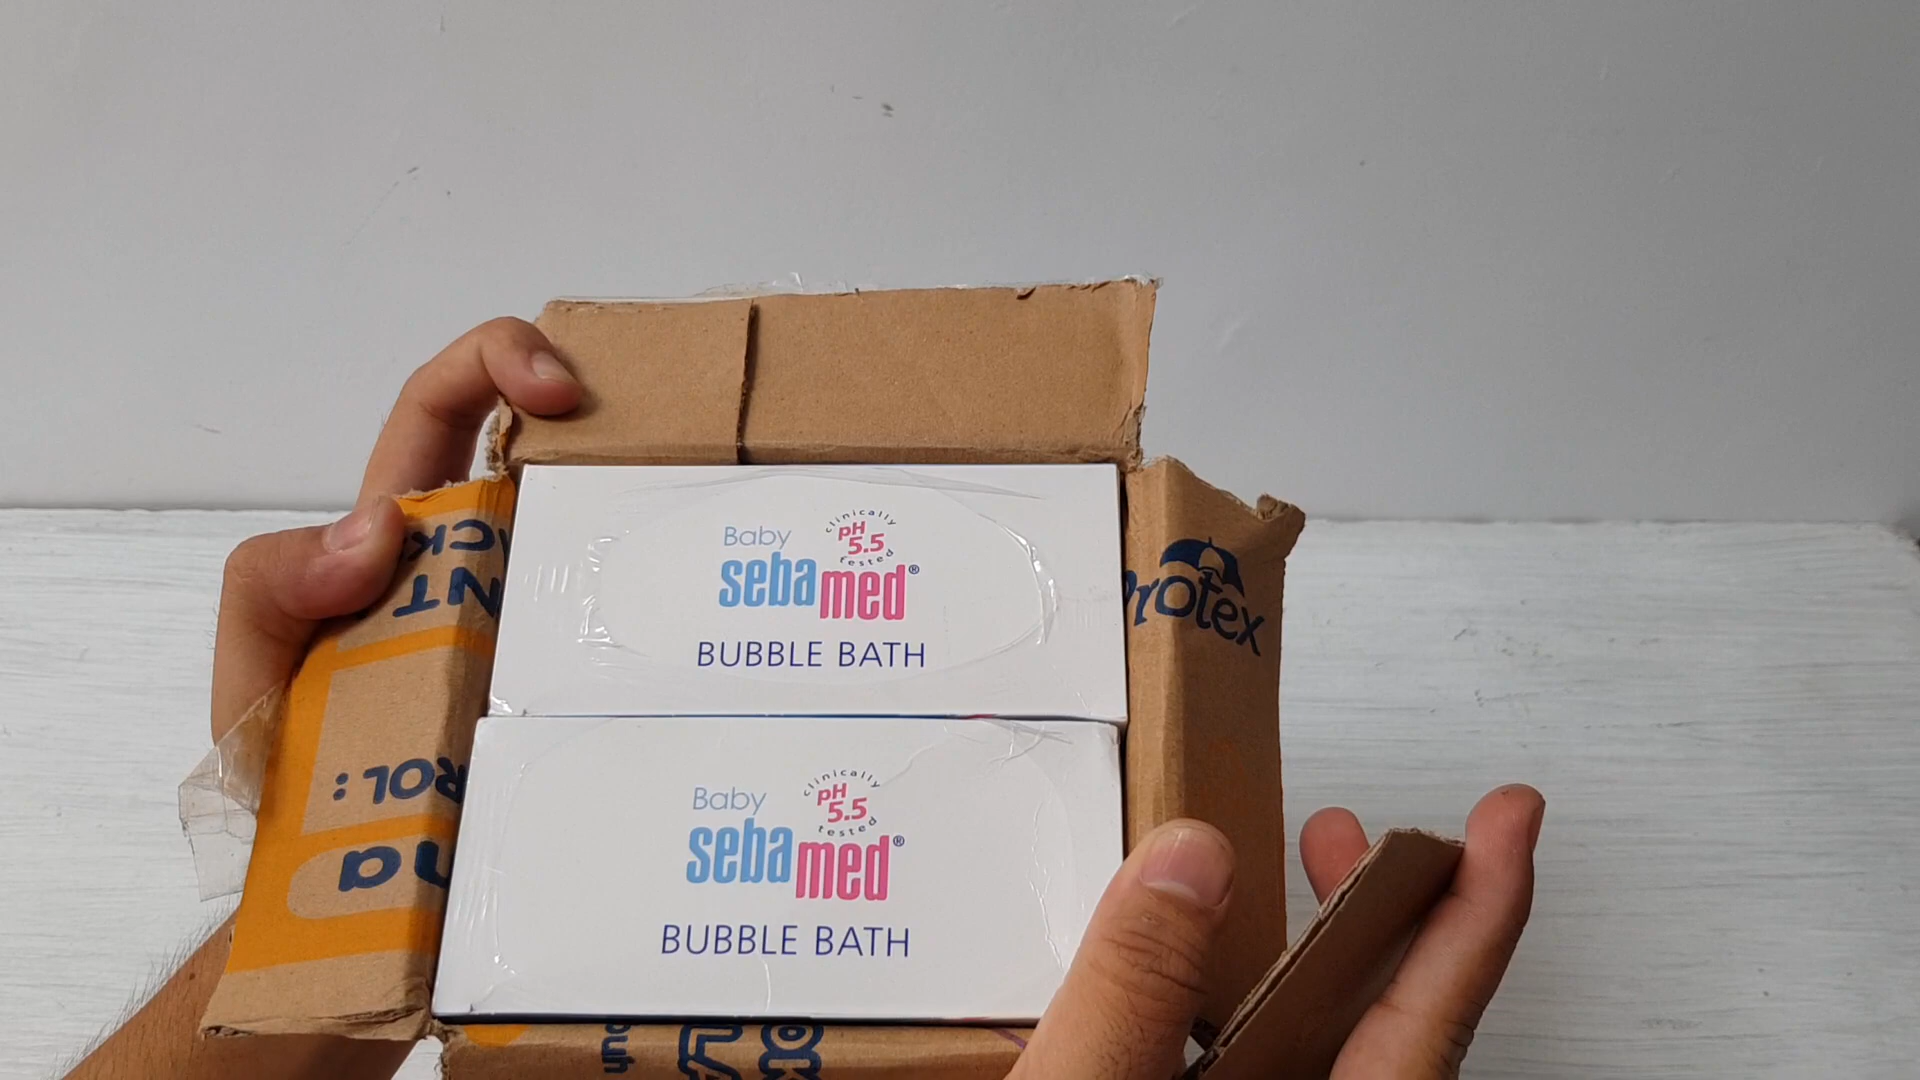 Baby
clinically
pH
5.5
tested
sebamed®
BUBBLE BATH
Baby
clinically
pH
5.5
tested
sebamed®
BUBBLE BATH
Protex
ROL: